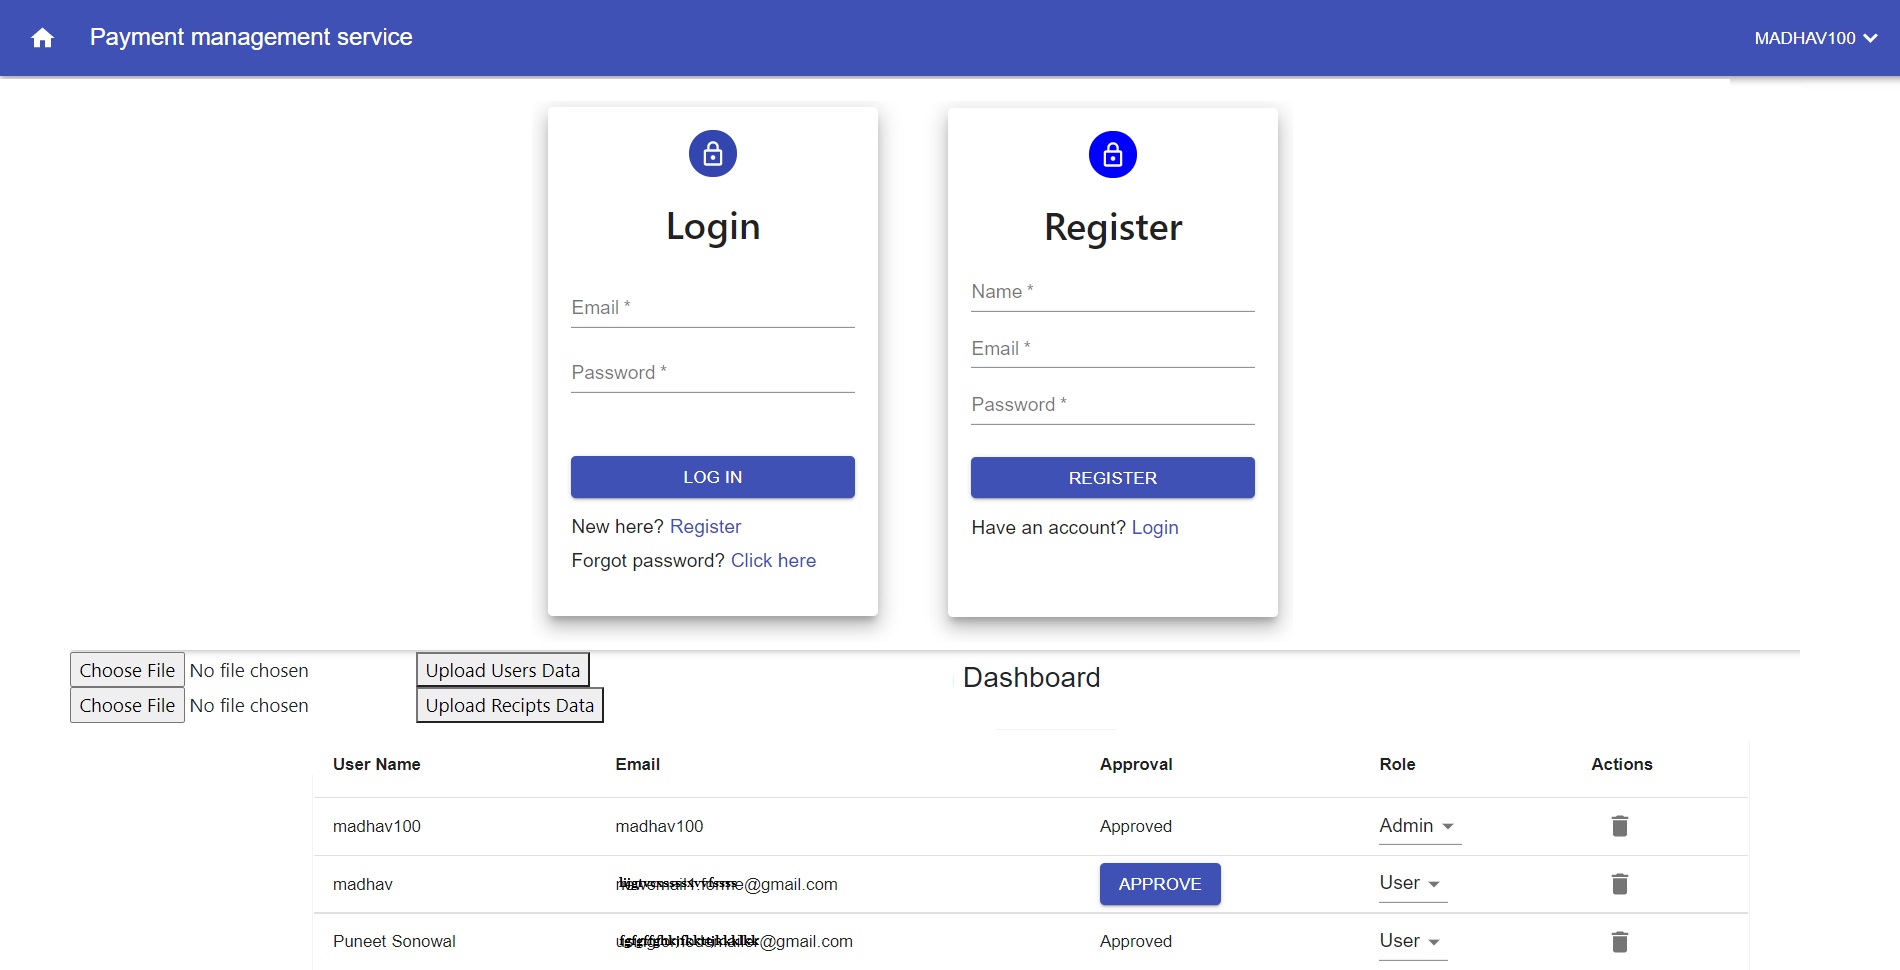 Payment management service
MADHAV100
Login
Email *
Password *
LOG IN
New here? Register
Forgot password? Click here
Register
Name *
Email *
Password *
REGISTER
Have an account? Login
Choose File No file chosen Upload Users Data
Choose File No file chosen Upload Recipts Data
Dashboard
User Name Email Approval Role Actions
madhav100 madhav100 Approved Admin
madhav @gmail.com APPROVE User
Puneet Sonowal @gmail.com Approved User